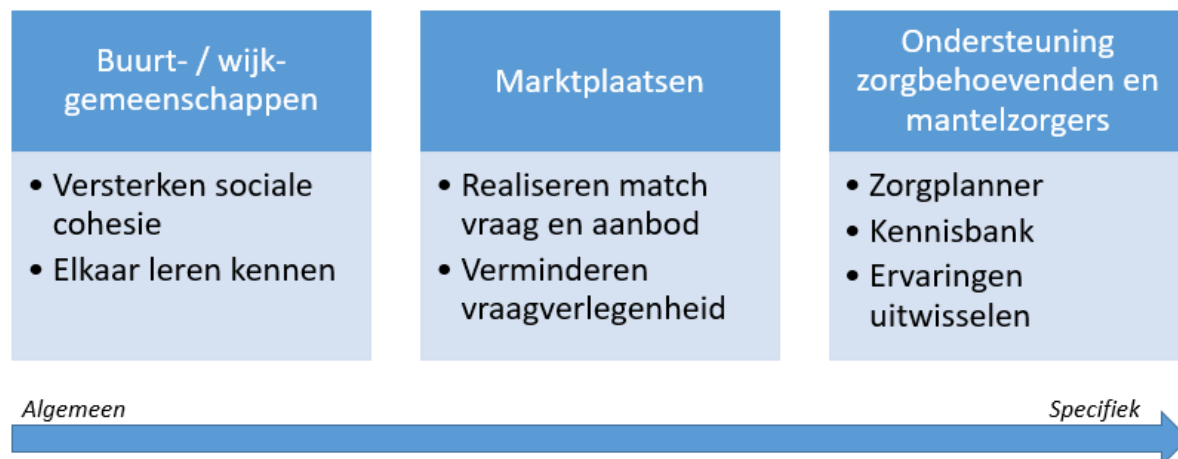 Buurt- / wijk-
gemeenschappen
• Versterken sociale
cohesie
• Elkaar leren kennen
Marktplaatsen
• Realiseren match
vraag en aanbod
• Verminderen
vraagverlegenheid
Ondersteuning
zorgbehoevenden en
mantelzorgers
• Zorgplanner
• Kennisbank
• Ervaringen
uitwisselen
Algemeen
Specifiek